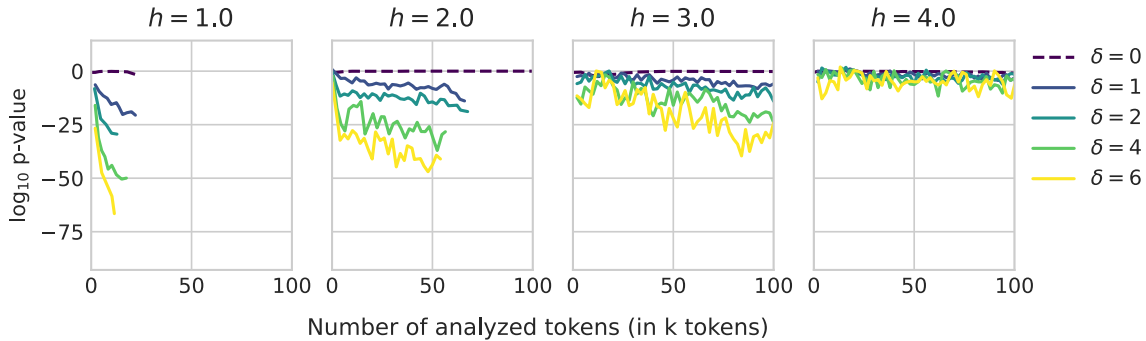 h = 1.0 h = 2.0 h = 3.0 h = 4.0
log₁₀ p-value
0
−25
−50
−75
0 100 0 50 100 0 50 100 0 50 100
Number of analyzed tokens (in k tokens)
δ = 0
δ = 1
δ = 2
δ = 4
δ = 6